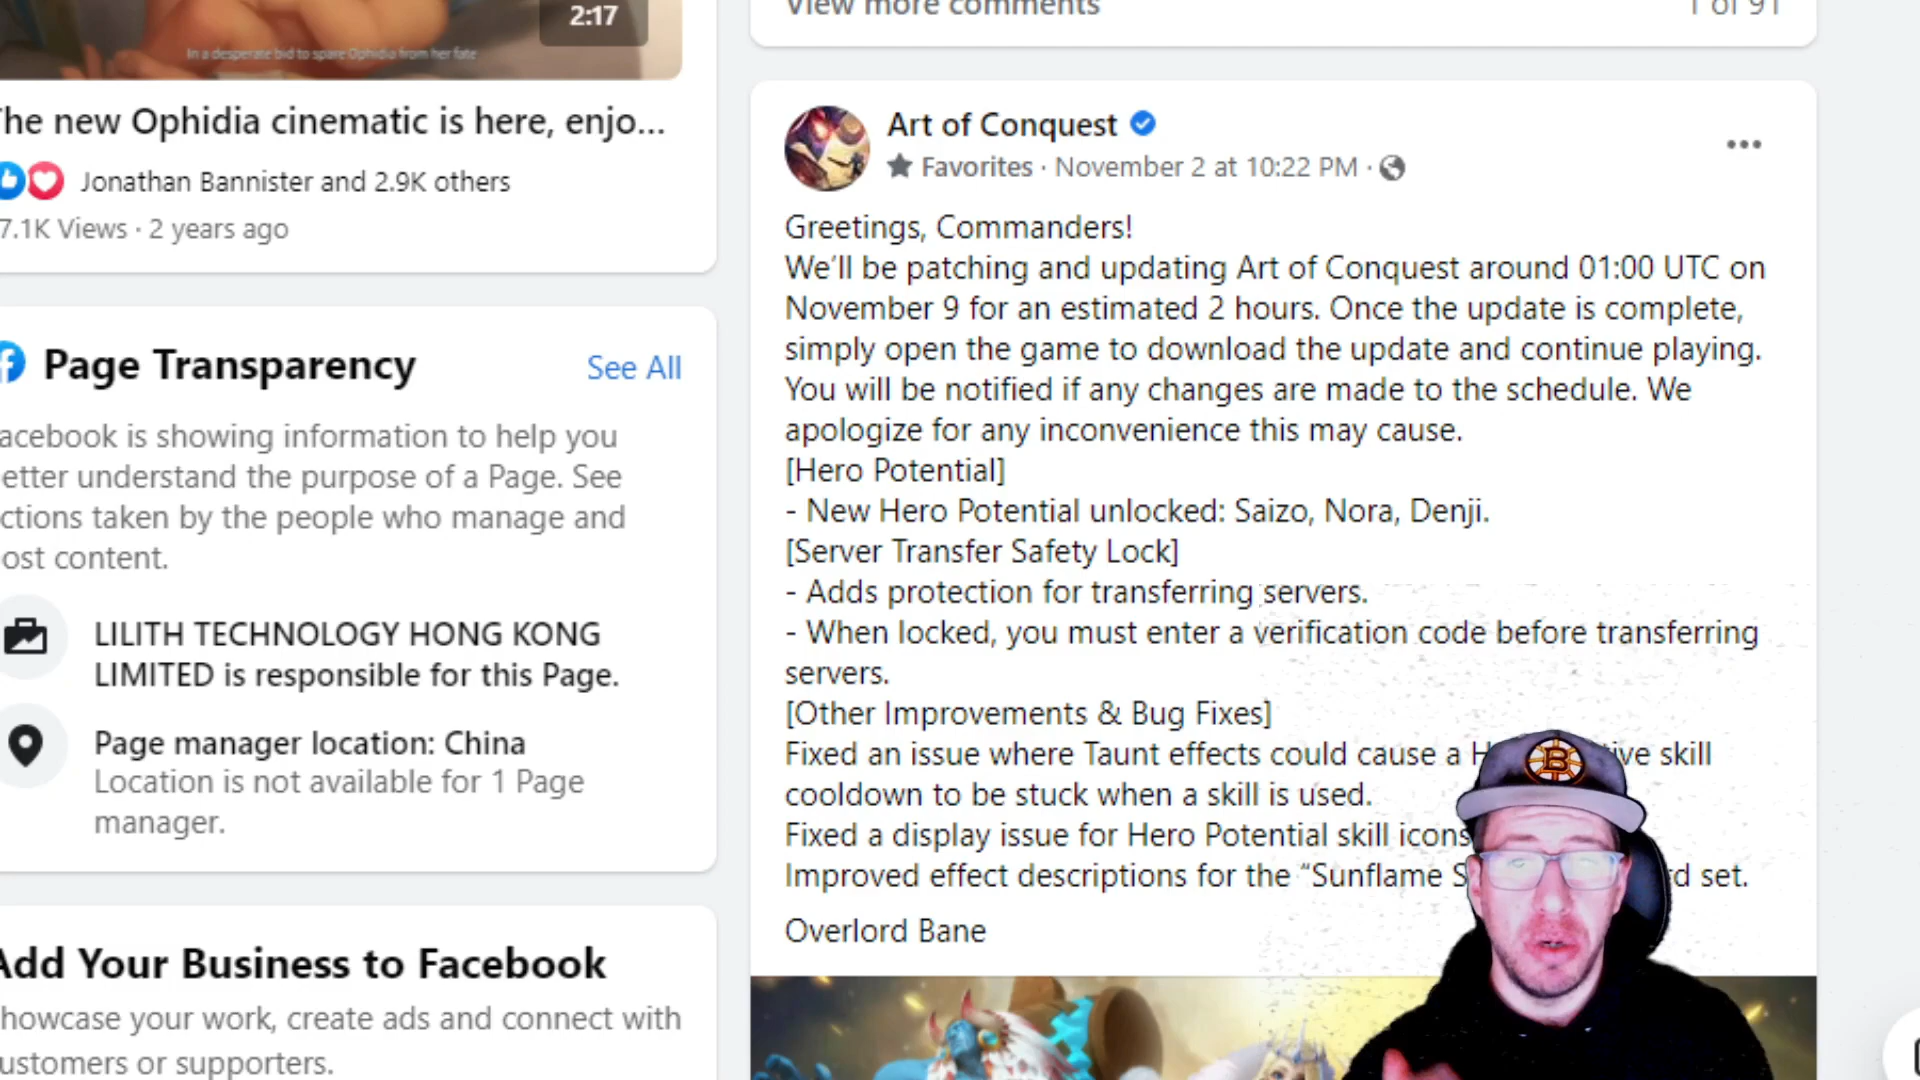 2:17
In a desperate bid to spare Ophidia from her fate
he new Ophidia cinematic is here, enjo...
Jonathan Bannister and 2.9K others
7.1K Views · 2 years ago
Page Transparency
See All
acebook is showing information to help you
etter understand the purpose of a Page. See
ctions taken by the people who manage and
ost content.
LILITH TECHNOLOGY HONG KONG
LIMITED is responsible for this Page.
Page manager location: China
Location is not available for 1 Page
manager.
Add Your Business to Facebook
howcase your work, create ads and connect with
ustomers or supporters.
View more comments
1 of 91
Art of Conquest
Favorites · November 2 at 10:22 PM ·
Greetings, Commanders!
We'll be patching and updating Art of Conquest around 01:00 UTC on
November 9 for an estimated 2 hours. Once the update is complete,
simply open the game to download the update and continue playing.
You will be notified if any changes are made to the schedule. We
apologize for any inconvenience this may cause.
[Hero Potential]
- New Hero Potential unlocked: Saizo, Nora, Denji.
[Server Transfer Safety Lock]
- Adds protection for transferring servers.
- When locked, you must enter a verification code before transferring
servers.
[Other Improvements & Bug Fixes]
Fixed an issue where Taunt effects could cause a H ive skill
cooldown to be stuck when a skill is used.
Fixed a display issue for Hero Potential skill icons
Improved effect descriptions for the “Sunflame S rd set.
Overlord Bane
B